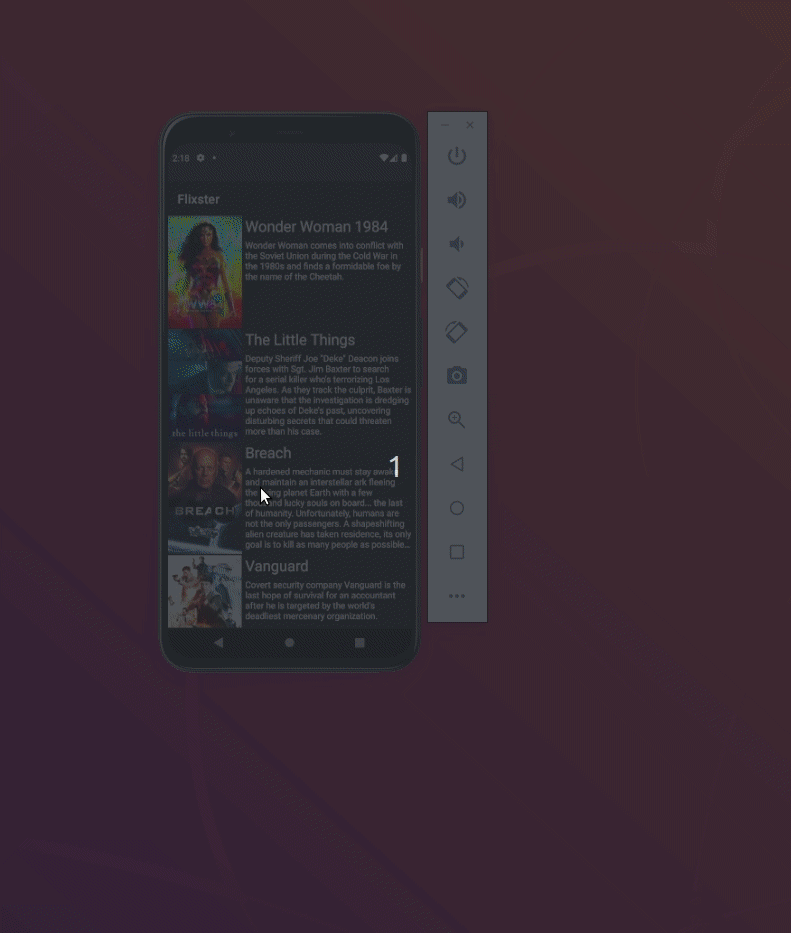 2:18
Flixster
Wonder Woman 1984
Wonder Woman comes into conflict with
the Soviet Union during the Cold War in
the 1980s and finds a formidable foe by
the name of the Cheetah.
WW84
The Little Things
Deputy Sheriff Joe "Deke" Deacon joins
forces with Sgt. Jim Baxter to search
for a serial killer who's terrorizing Los
Angeles. As they track the culprit, Baxter is
unaware that the investigation is dredging
up echoes of Deke's past, uncovering
disturbing secrets that could threaten
more than his case.
the little things
Breach
1
A hardened mechanic must stay awake
and maintain an interstellar ark fleeing
the planet Earth with a few
lucky souls on board... the last
of humanity. Unfortunately, humans are
not the only passengers. A shapeshifting
alien creature has taken residence, its only
goal is to kill as many people as possible...
BREACH
Vanguard
Covert security company Vanguard is the
last hope of survival for an accountant
after he is targeted by the world's
deadliest mercenary organization.